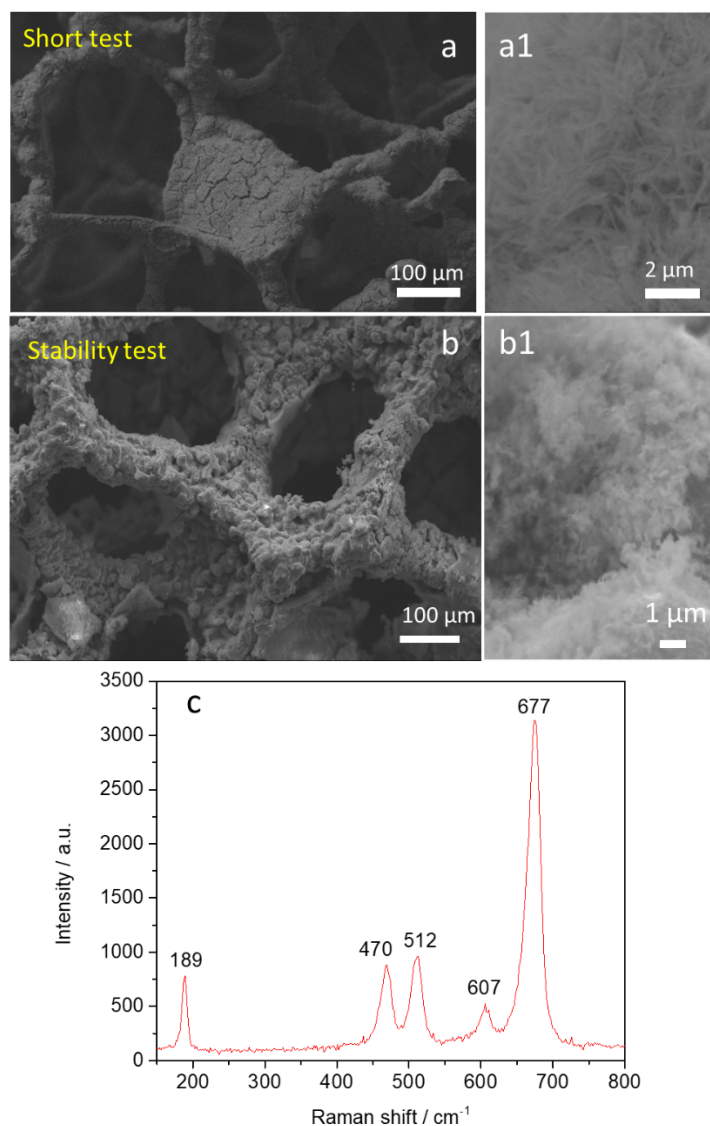 Short test
a
a1
100 µm
2 µm
Stability test
b
b1
100 µm
1 µm
c
3500
3000
2500
2000
1500
1000
500
0
Intensity / a.u.
189
470
512
607
677
200
300
400
500
600
700
800
Raman shift / cm⁻¹